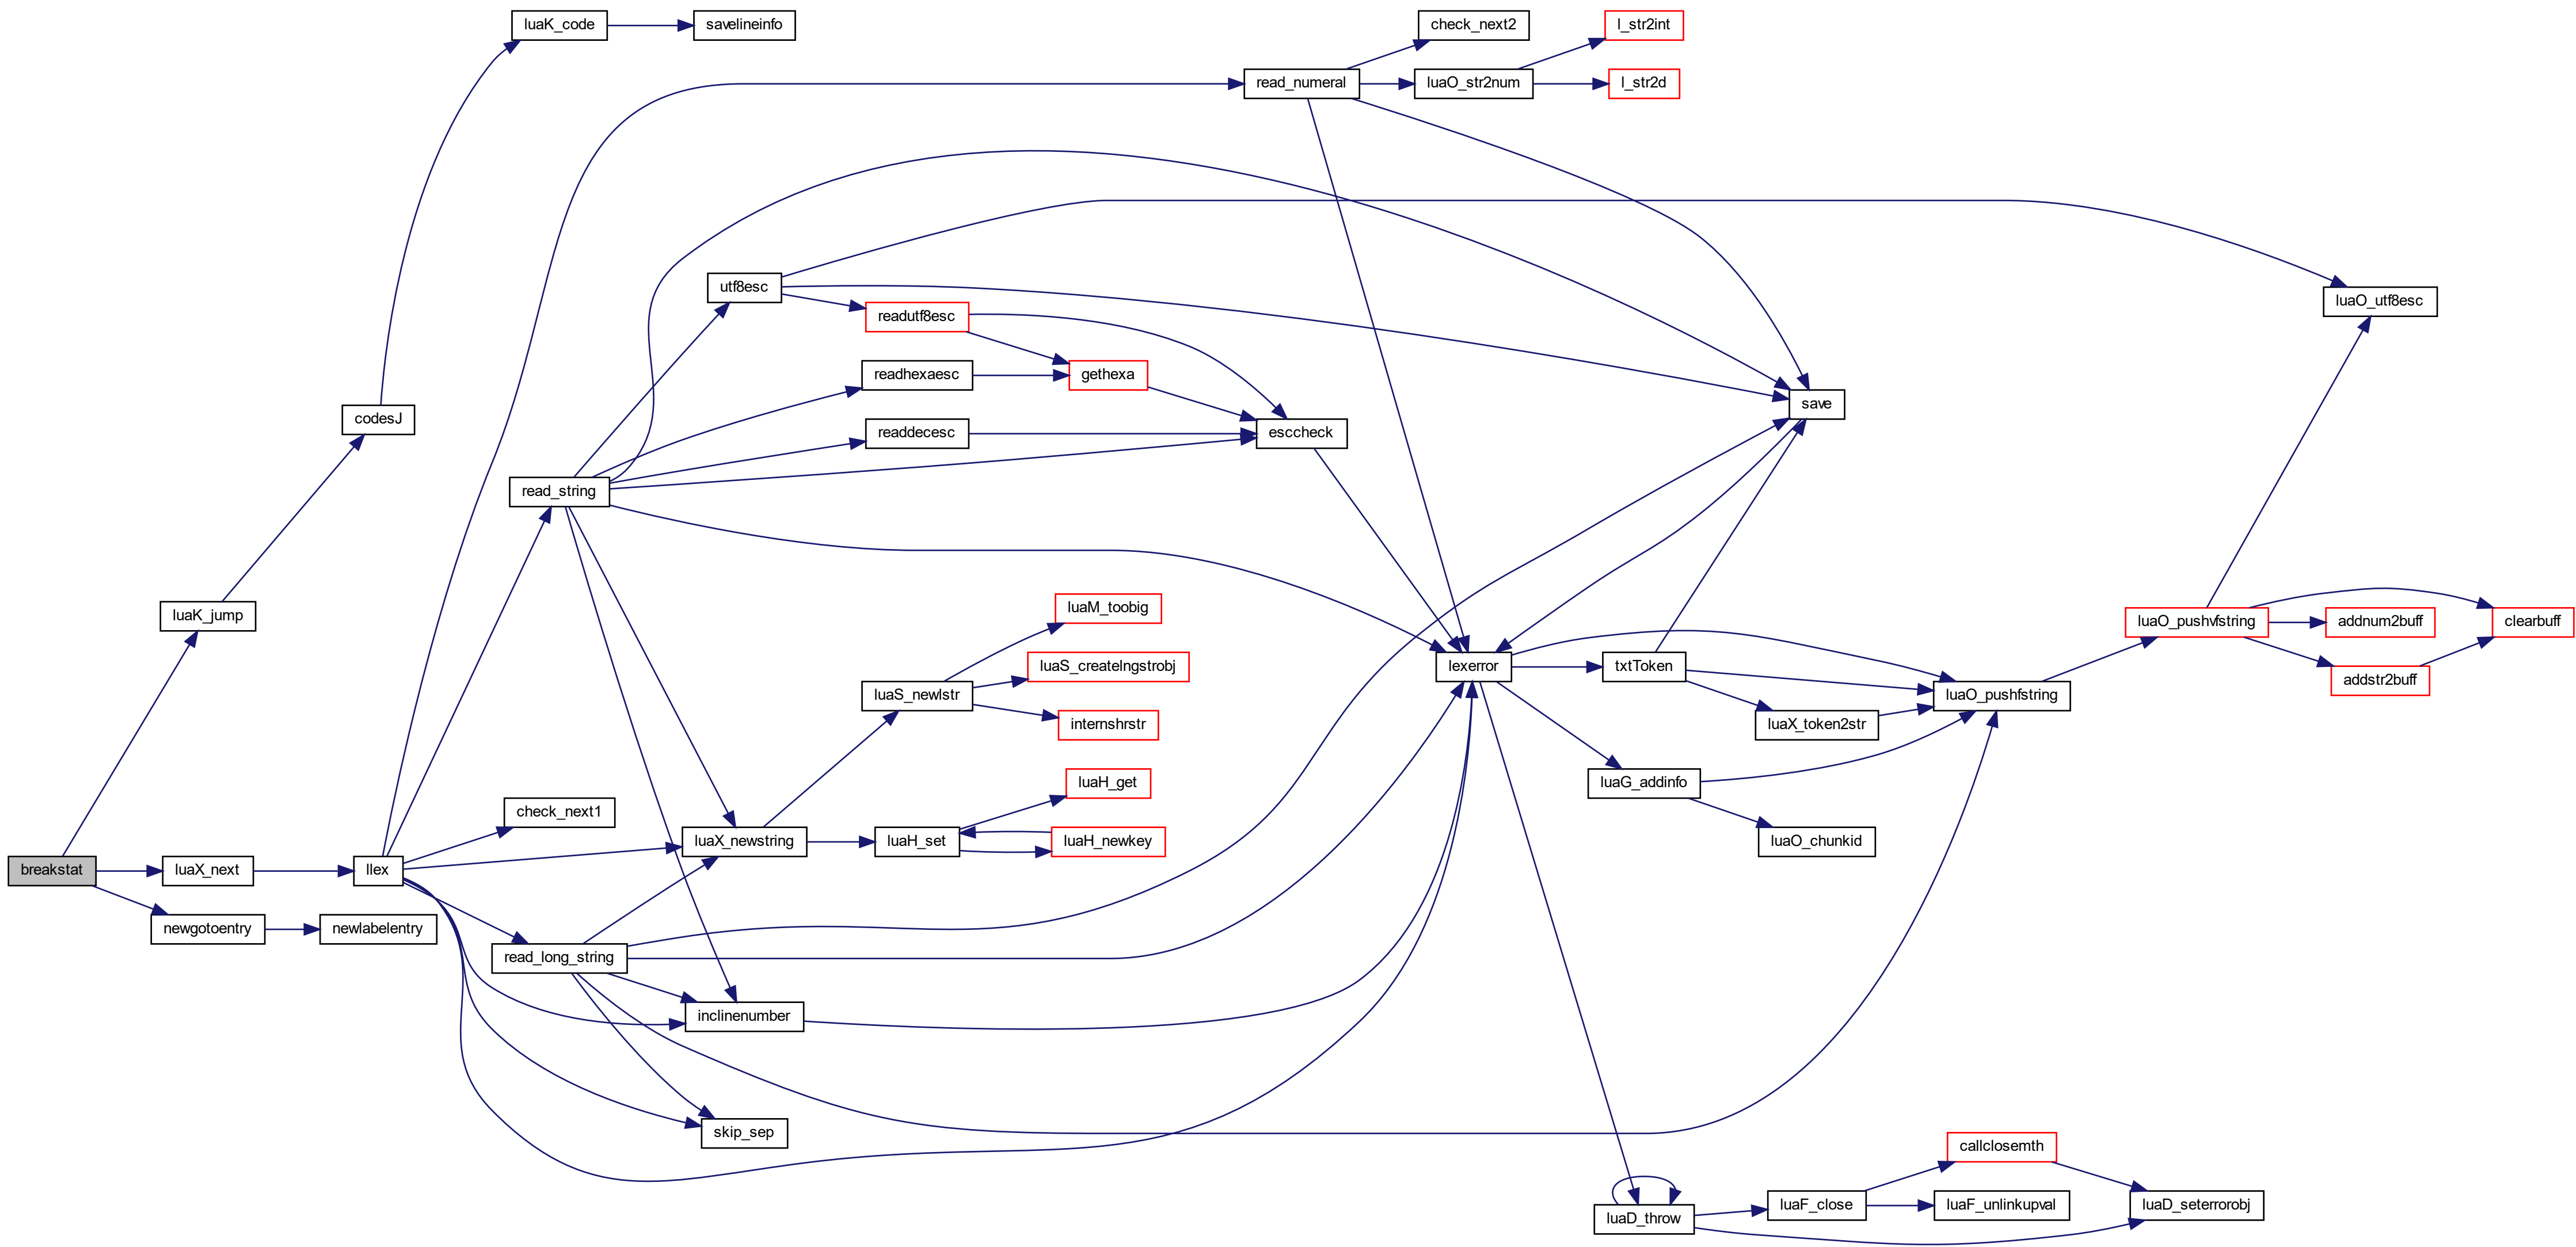 luaK_code
savelineinfo
check_next2
l_str2int
read_numeral
luaO_str2num
l_str2d
utf8esc
readutf8esc
luaO_utf8esc
readhexaesc
gethexa
save
codesJ
readdecesc
esccheck
read_string
luaK_jump
luaM_toobig
luaO_pushvfstring
addnum2buff
clearbuff
luaS_createlngstrobj
lexerror
txtToken
addstr2buff
luaS_newlstr
luaO_pushfstring
internshrstr
luaX_token2str
luaH_get
luaG_addinfo
check_next1
luaX_newstring
luaH_set
luaH_newkey
luaO_chunkid
breakstat
luaX_next
llex
newgotoentry
newlabelentry
read_long_string
inclinenumber
skip_sep
callclosemth
luaD_throw
luaF_close
luaF_unlinkupval
luaD_seterrorobj